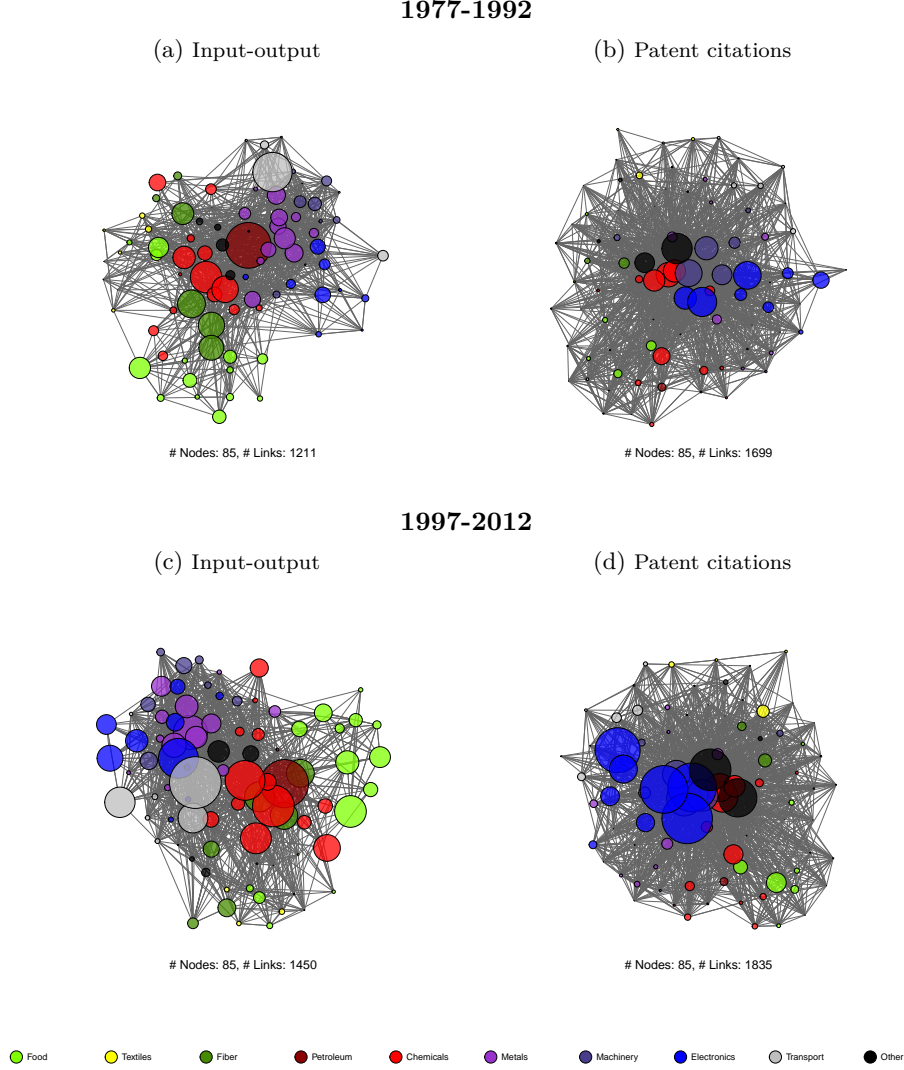 1977-1992
(a) Input-output
(b) Patent citations
# Nodes: 85, # Links: 1211
# Nodes: 85, # Links: 1699
1997-2012
(c) Input-output
(d) Patent citations
# Nodes: 85, # Links: 1450
# Nodes: 85, # Links: 1835
Food Textiles Fiber Petroleum Chemicals Metals Machinery Electronics Transport Other